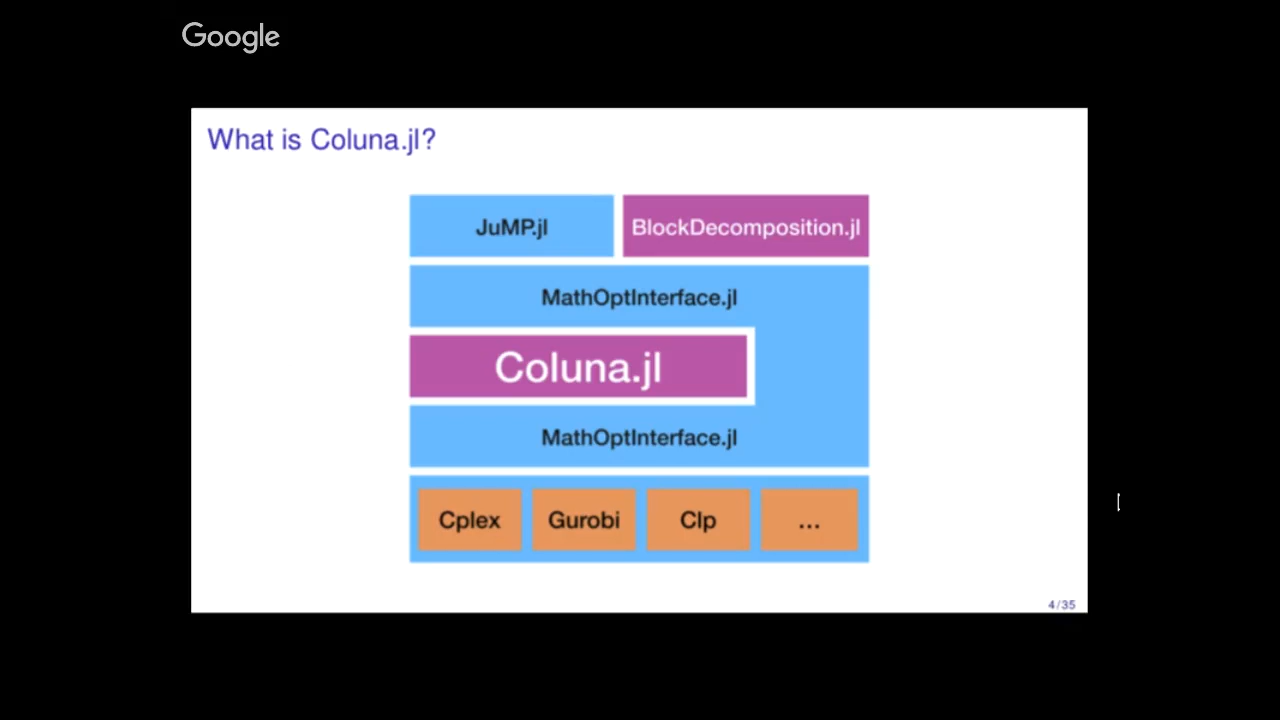 Google
What is Coluna.jl?
JuMP.jl
BlockDecomposition.jl
MathOptInterface.jl
Coluna.jl
MathOptInterface.jl
Cplex
Gurobi
Clp
...
4/35